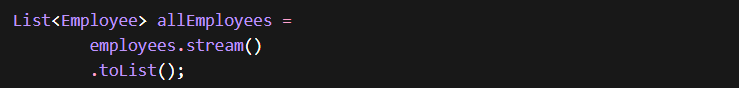 List<Employee> allEmployees =
        employees.stream()
        .toList();